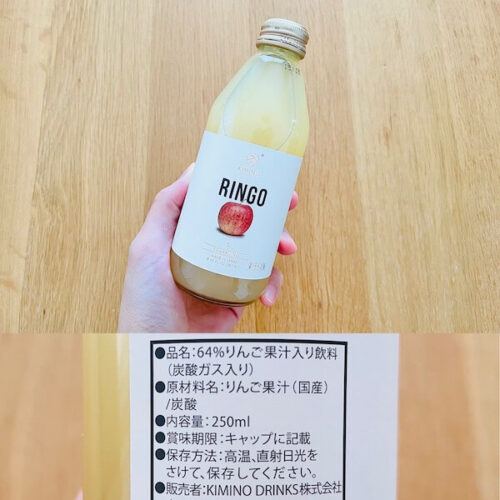 RINGO
●品名:64%りんご果汁入り飲料
(炭酸ガス入り)
●原材料名:りんご果汁(国産)
/炭酸
●内容量:250ml
●賞味期限:キャップに記載
●保存方法:高温、直射日光を
さけて、保存してください。
●販売者:KIMINO DRINKS株式会社